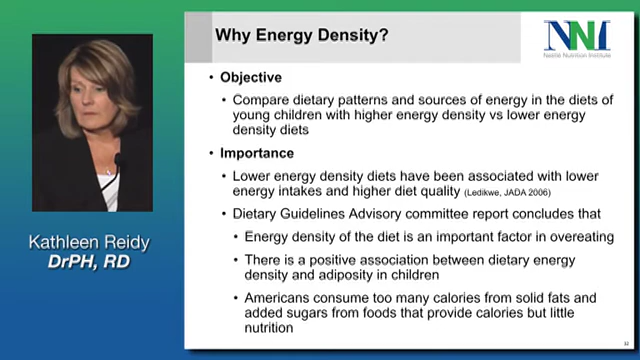 Why Energy Density?
NNI
Nestlé Nutrition Institute
• Objective
• Compare dietary patterns and sources of energy in the diets of
young children with higher energy density vs lower energy
density diets
• Importance
• Lower energy density diets have been associated with lower
energy intakes and higher diet quality (Ledikwe, JADA 2006)
• Dietary Guidelines Advisory committee report concludes that
• Energy density of the diet is an important factor in overeating
• There is a positive association between dietary energy
density and adiposity in children
• Americans consume too many calories from solid fats and
added sugars from foods that provide calories but little
nutrition
Kathleen Reidy
DrPH, RD